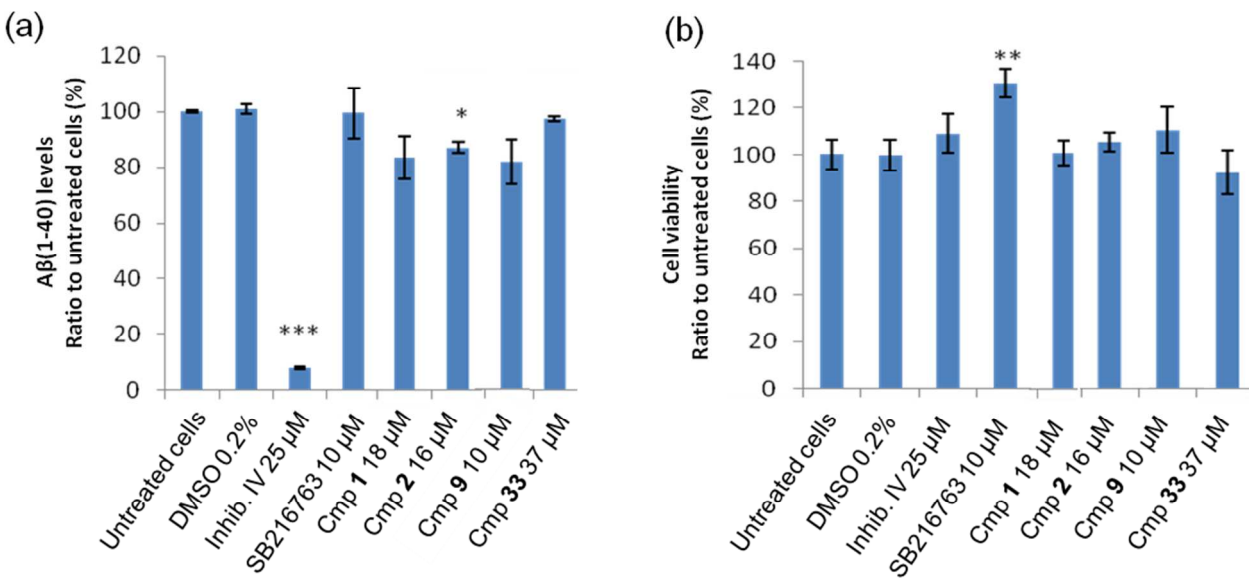 (a)
Aβ(1-40) levels
Ratio to untreated cells (%)
120
100
80
60
40
20
0
***
*
Untreated cells
DMSO 0.2%
Inhib. IV 25 µM
SB216763 10 µM
Cmp 1 18 µM
Cmp 2 16 µM
Cmp 9 10 µM
Cmp 33 37 µM
(b)
Cell viability
Ratio to untreated cells (%)
140
120
100
80
60
40
20
0
**
Untreated cells
DMSO 0.2%
Inhib. IV 25 µM
SB216763 10 µM
Cmp 1 18 µM
Cmp 2 16 µM
Cmp 9 10 µM
Cmp 33 37 µM